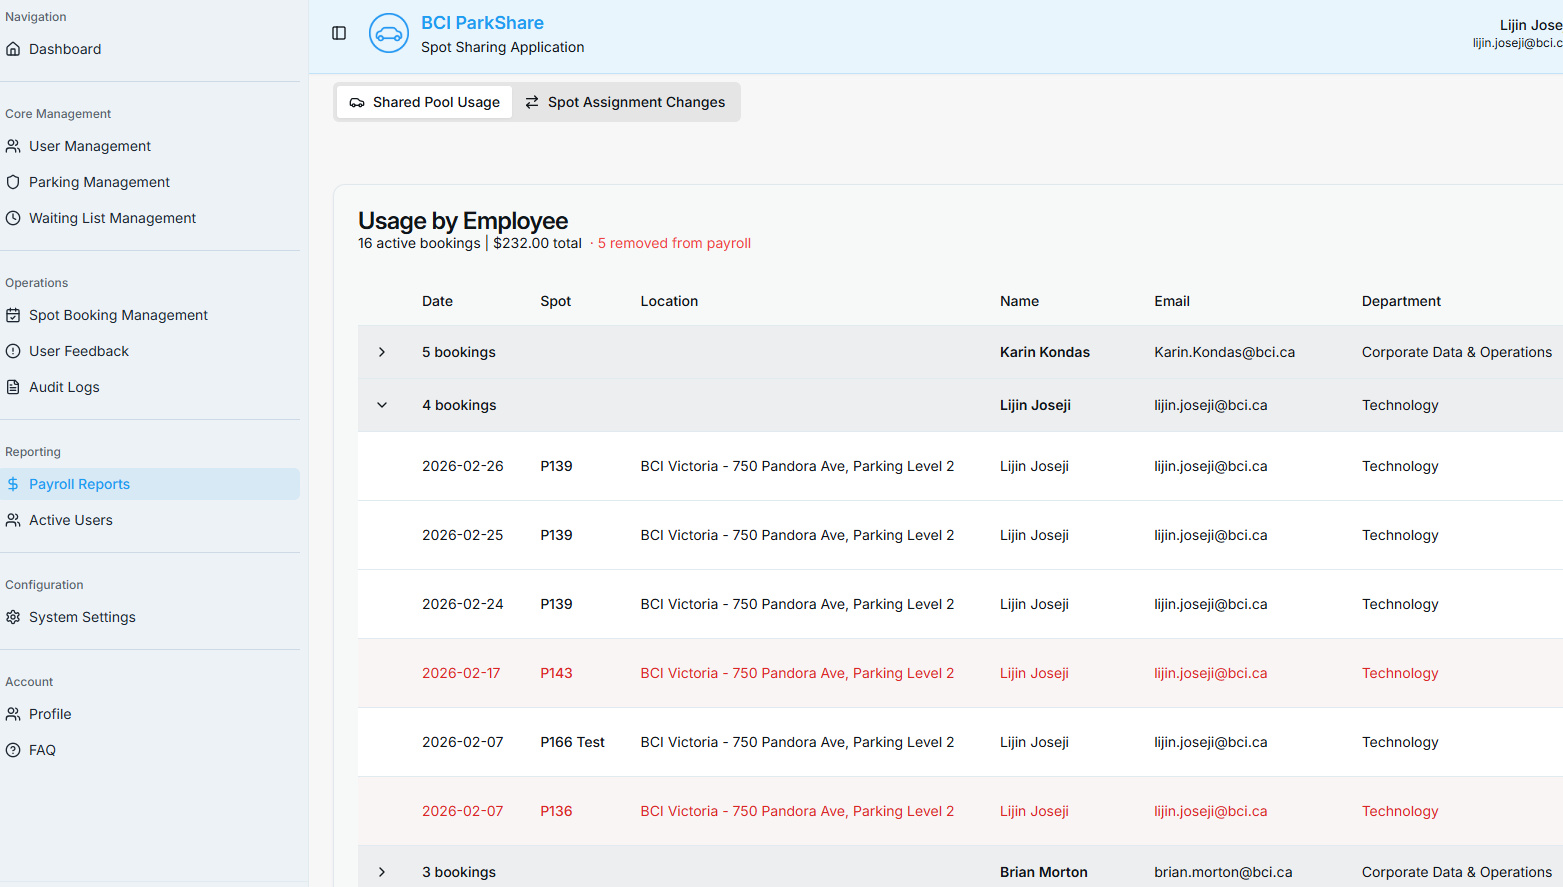 Navigation
Dashboard
Core Management
User Management
Parking Management
Waiting List Management
Operations
Spot Booking Management
User Feedback
Audit Logs
Reporting
Payroll Reports
Active Users
Configuration
System Settings
Account
Profile
FAQ
BCI ParkShare
Spot Sharing Application
Lijin Jose
lijin.joseji@bci.c
Shared Pool Usage Spot Assignment Changes
Usage by Employee
16 active bookings | $232.00 total · 5 removed from payroll
Date Spot Location Name Email Department
5 bookings Karin Kondas Karin.Kondas@bci.ca Corporate Data & Operations
4 bookings Lijin Joseji lijin.joseji@bci.ca Technology
2026-02-26 P139 BCI Victoria - 750 Pandora Ave, Parking Level 2 Lijin Joseji lijin.joseji@bci.ca Technology
2026-02-25 P139 BCI Victoria - 750 Pandora Ave, Parking Level 2 Lijin Joseji lijin.joseji@bci.ca Technology
2026-02-24 P139 BCI Victoria - 750 Pandora Ave, Parking Level 2 Lijin Joseji lijin.joseji@bci.ca Technology
2026-02-17 P143 BCI Victoria - 750 Pandora Ave, Parking Level 2 Lijin Joseji lijin.joseji@bci.ca Technology
2026-02-07 P166 Test BCI Victoria - 750 Pandora Ave, Parking Level 2 Lijin Joseji lijin.joseji@bci.ca Technology
2026-02-07 P136 BCI Victoria - 750 Pandora Ave, Parking Level 2 Lijin Joseji lijin.joseji@bci.ca Technology
3 bookings Brian Morton brian.morton@bci.ca Corporate Data & Operations